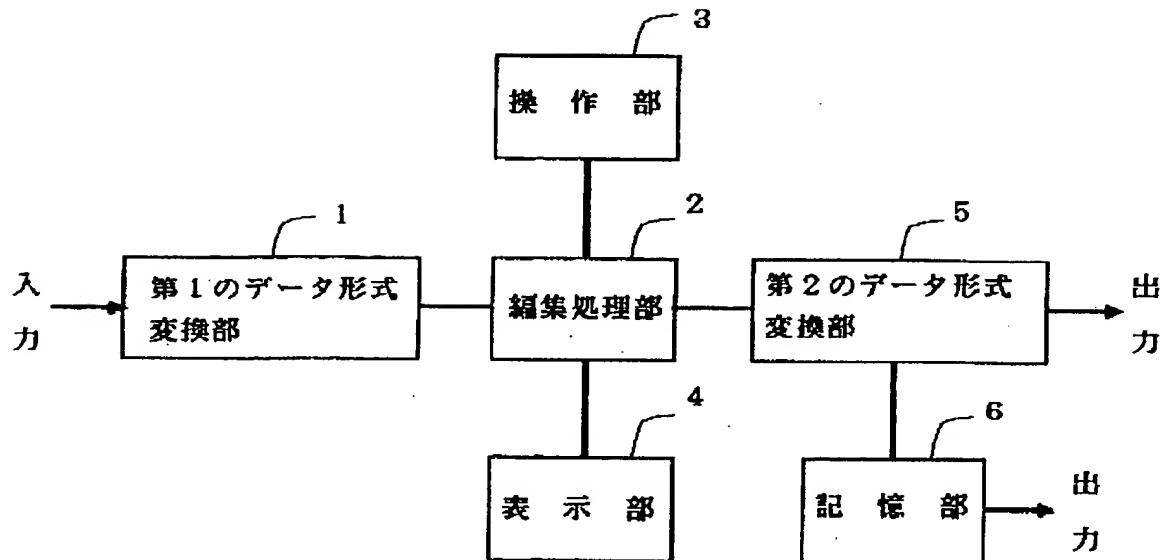 3
操作部
1
2
5
入力
第1のデータ形式
変換部
編集処理部
第2のデータ形式
変換部
出力
4
6
表示部
記憶部
出力